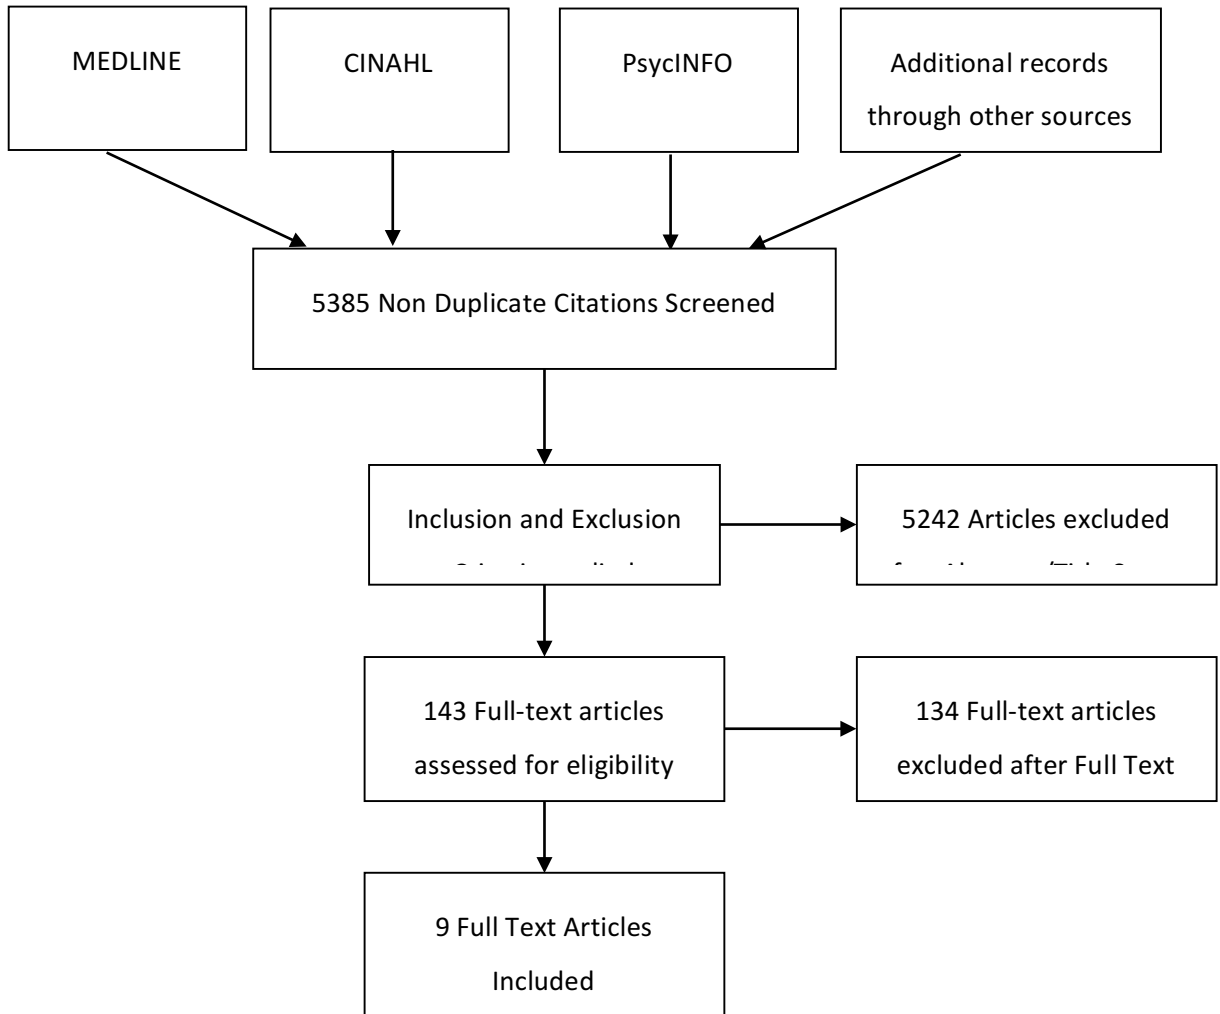 MEDLINE
CINAHL
PsycINFO
Additional records
through other sources
5385 Non Duplicate Citations Screened
Inclusion and Exclusion
5242 Articles excluded
143 Full-text articles
assessed for eligibility
134 Full-text articles
excluded after Full Text
9 Full Text Articles
Included